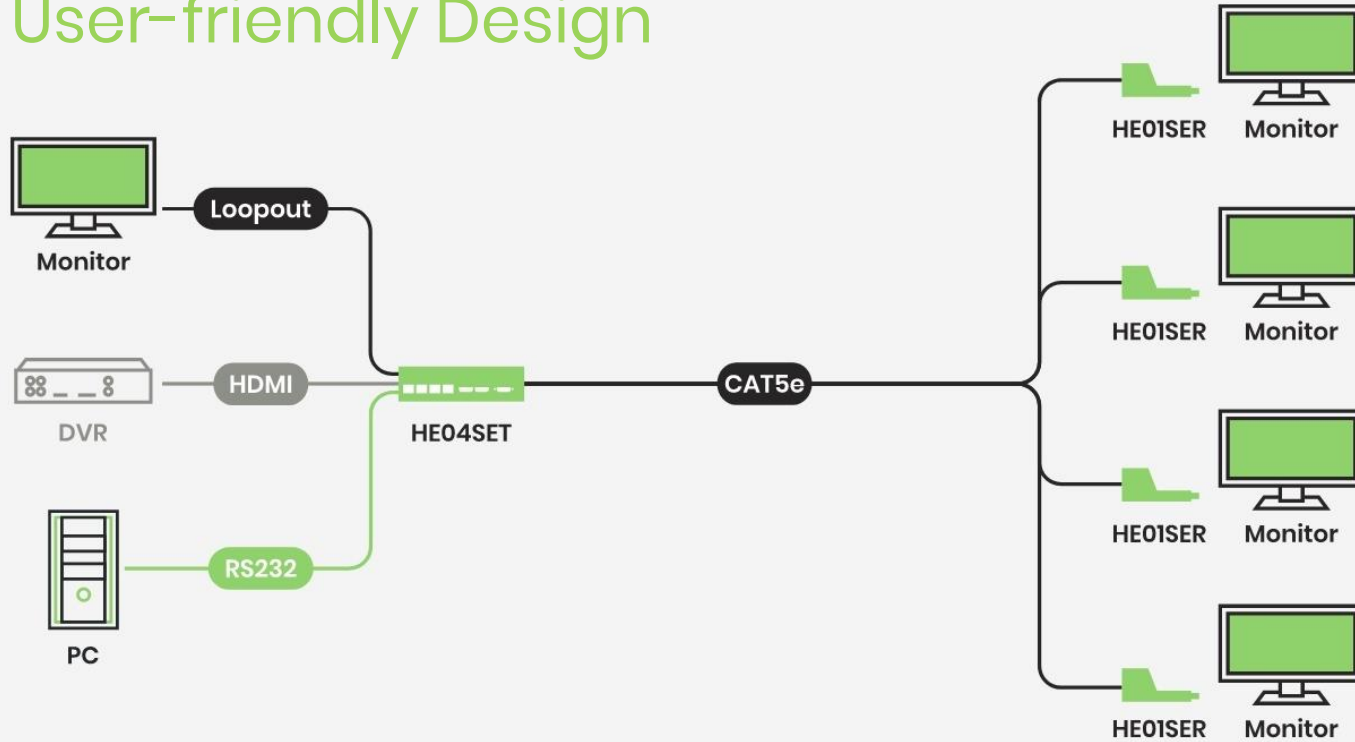 User-friendly Design
HE01SER Monitor
Loopout
Monitor
HE01SER Monitor
HDMI
CAT5e
DVR
HE04SET
HE01SER Monitor
RS232
PC
HE01SER Monitor